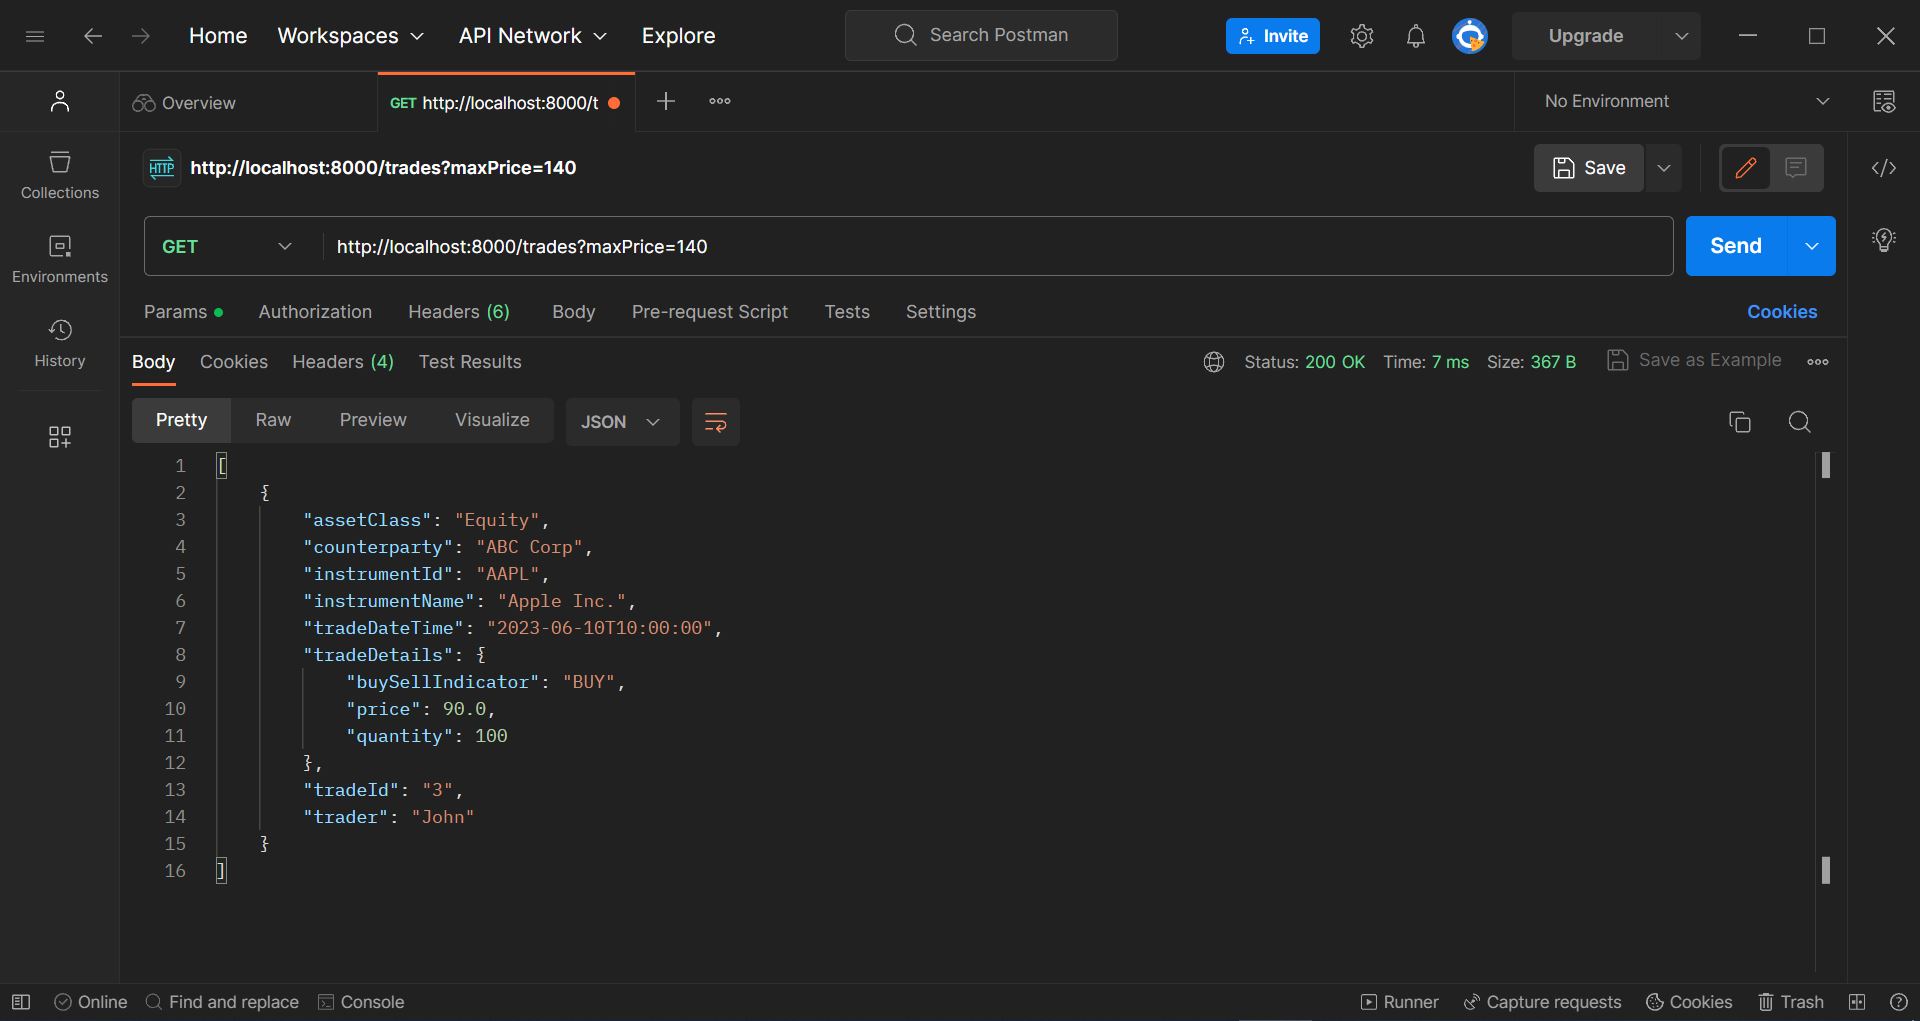 Home Workspaces API Network Explore Search Postman Invite Upgrade
Overview GET http://localhost:8000/t No Environment
HTTP http://localhost:8000/trades?maxPrice=140 Save
Collections
GET http://localhost:8000/trades?maxPrice=140 Send
Environments
Params Authorization Headers (6) Body Pre-request Script Tests Settings Cookies
History
Body Cookies Headers (4) Test Results Status: 200 OK Time: 7 ms Size: 367 B Save as Example
Pretty Raw Preview Visualize JSON
1 [
2 {
3 "assetClass": "Equity",
4 "counterparty": "ABC Corp",
5 "instrumentId": "AAPL",
6 "instrumentName": "Apple Inc.",
7 "tradeDateTime": "2023-06-10T10:00:00",
8 "tradeDetails": {
9 "buySellIndicator": "BUY",
10 "price": 90.0,
11 "quantity": 100
12 },
13 "tradeId": "3",
14 "trader": "John"
15 }
16 ]
Online Find and replace Console Runner Capture requests Cookies Trash